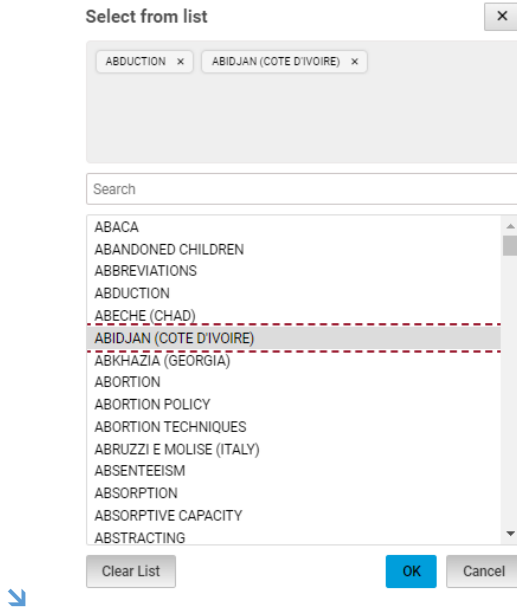 Select from list
ABDUCTION × ABIDJAN (COTE D'IVOIRE) ×
Search
ABACA
ABANDONED CHILDREN
ABBREVIATIONS
ABDUCTION
ABECHE (CHAD)
ABIDJAN (COTE D'IVOIRE)
ABKHAZIA (GEORGIA)
ABORTION
ABORTION POLICY
ABORTION TECHNIQUES
ABRUZZI E MOLISE (ITALY)
ABSENTEEISM
ABSORPTION
ABSORPTIVE CAPACITY
ABSTRACTING
Clear List OK Cancel